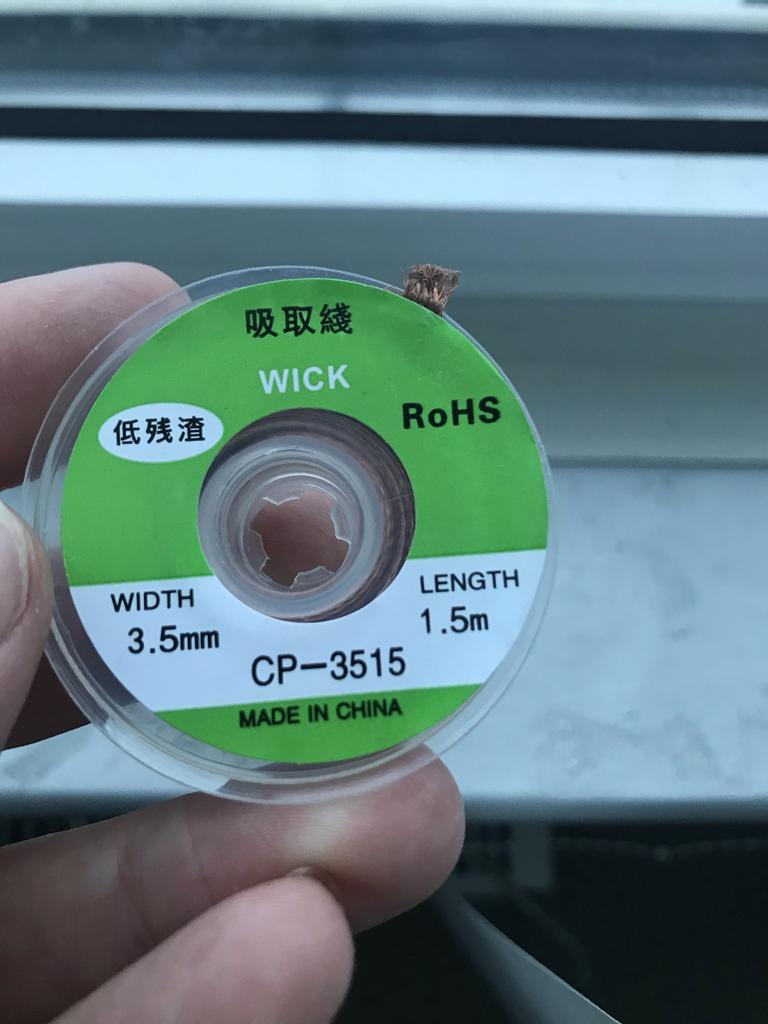 吸取綫
WICK
RoHS
低残渣
WIDTH
3.5mm
LENGTH
1.5m
CP-3515
MADE IN CHINA